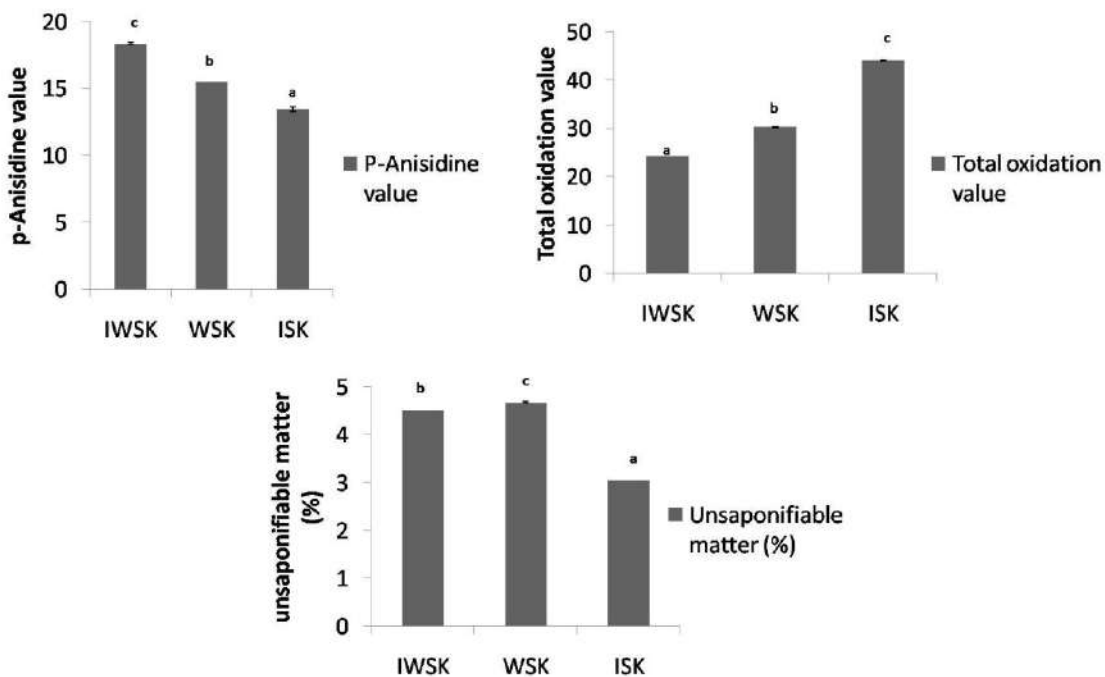 p-Anisidine value
20
15
10
5
0
c
b
a
IWSK WSK ISK
P-Anisidine
value
Total oxidation value
50
40
30
20
10
0
a
b
c
IWSK WSK ISK
Total oxidation
value
unsaponifiable matter
(%)
5
4
3
2
1
0
b
c
a
IWSK WSK ISK
Unsaponifiable
matter (%)